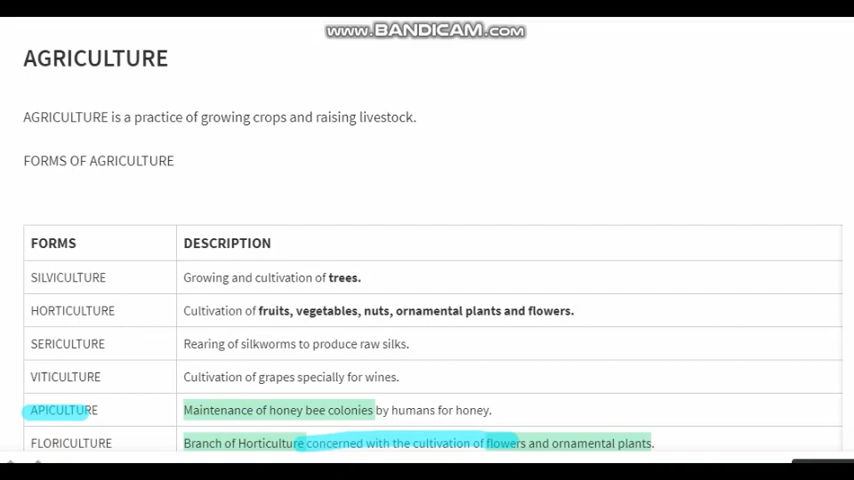 www.BANDICAM.com
AGRICULTURE
AGRICULTURE is a practice of growing crops and raising livestock.
FORMS OF AGRICULTURE
FORMS DESCRIPTION
SILVICULTURE Growing and cultivation of trees.
HORTICULTURE Cultivation of fruits, vegetables, nuts, ornamental plants and flowers.
SERICULTURE Rearing of silkworms to produce raw silks.
VITICULTURE Cultivation of grapes specially for wines.
APICULTURE Maintenance of honey bee colonies by humans for honey.
FLORICULTURE Branch of Horticulture concerned with the cultivation of flowers and ornamental plants.